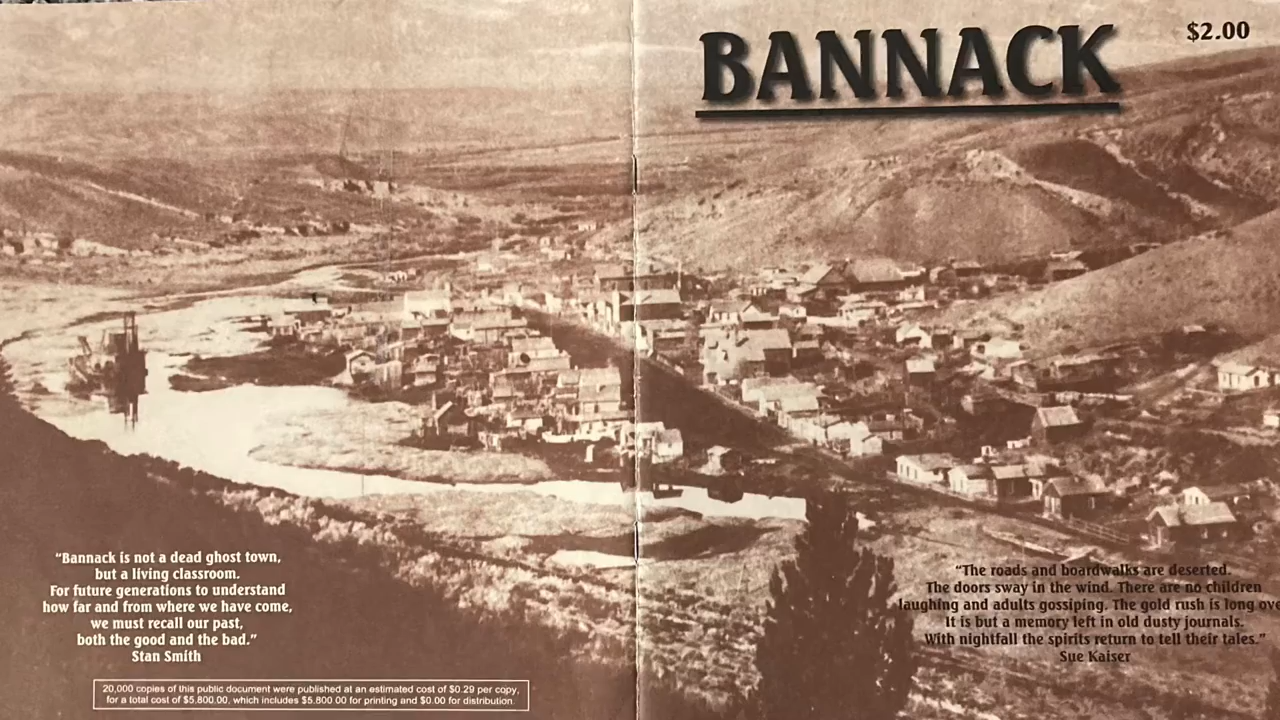 BANNACK
$2.00
“Bannack is not a dead ghost town,
but a living classroom.
For future generations to understand
how far and from where we have come,
we must recall our past,
both the good and the bad.”
Stan Smith
20,000 copies of this public document were published at an estimated cost of $0.29 per copy,
for a total cost of $5,800.00, which includes $5,800.00 for printing and $0.00 for distribution.
“The roads and boardwalks are deserted.
The doors sway in the wind. There are no children
laughing and adults gossiping. The gold rush is long ove
It is but a memory left in old dusty journals.
With nightfall the spirits return to tell their tales.”
Sue Kaiser